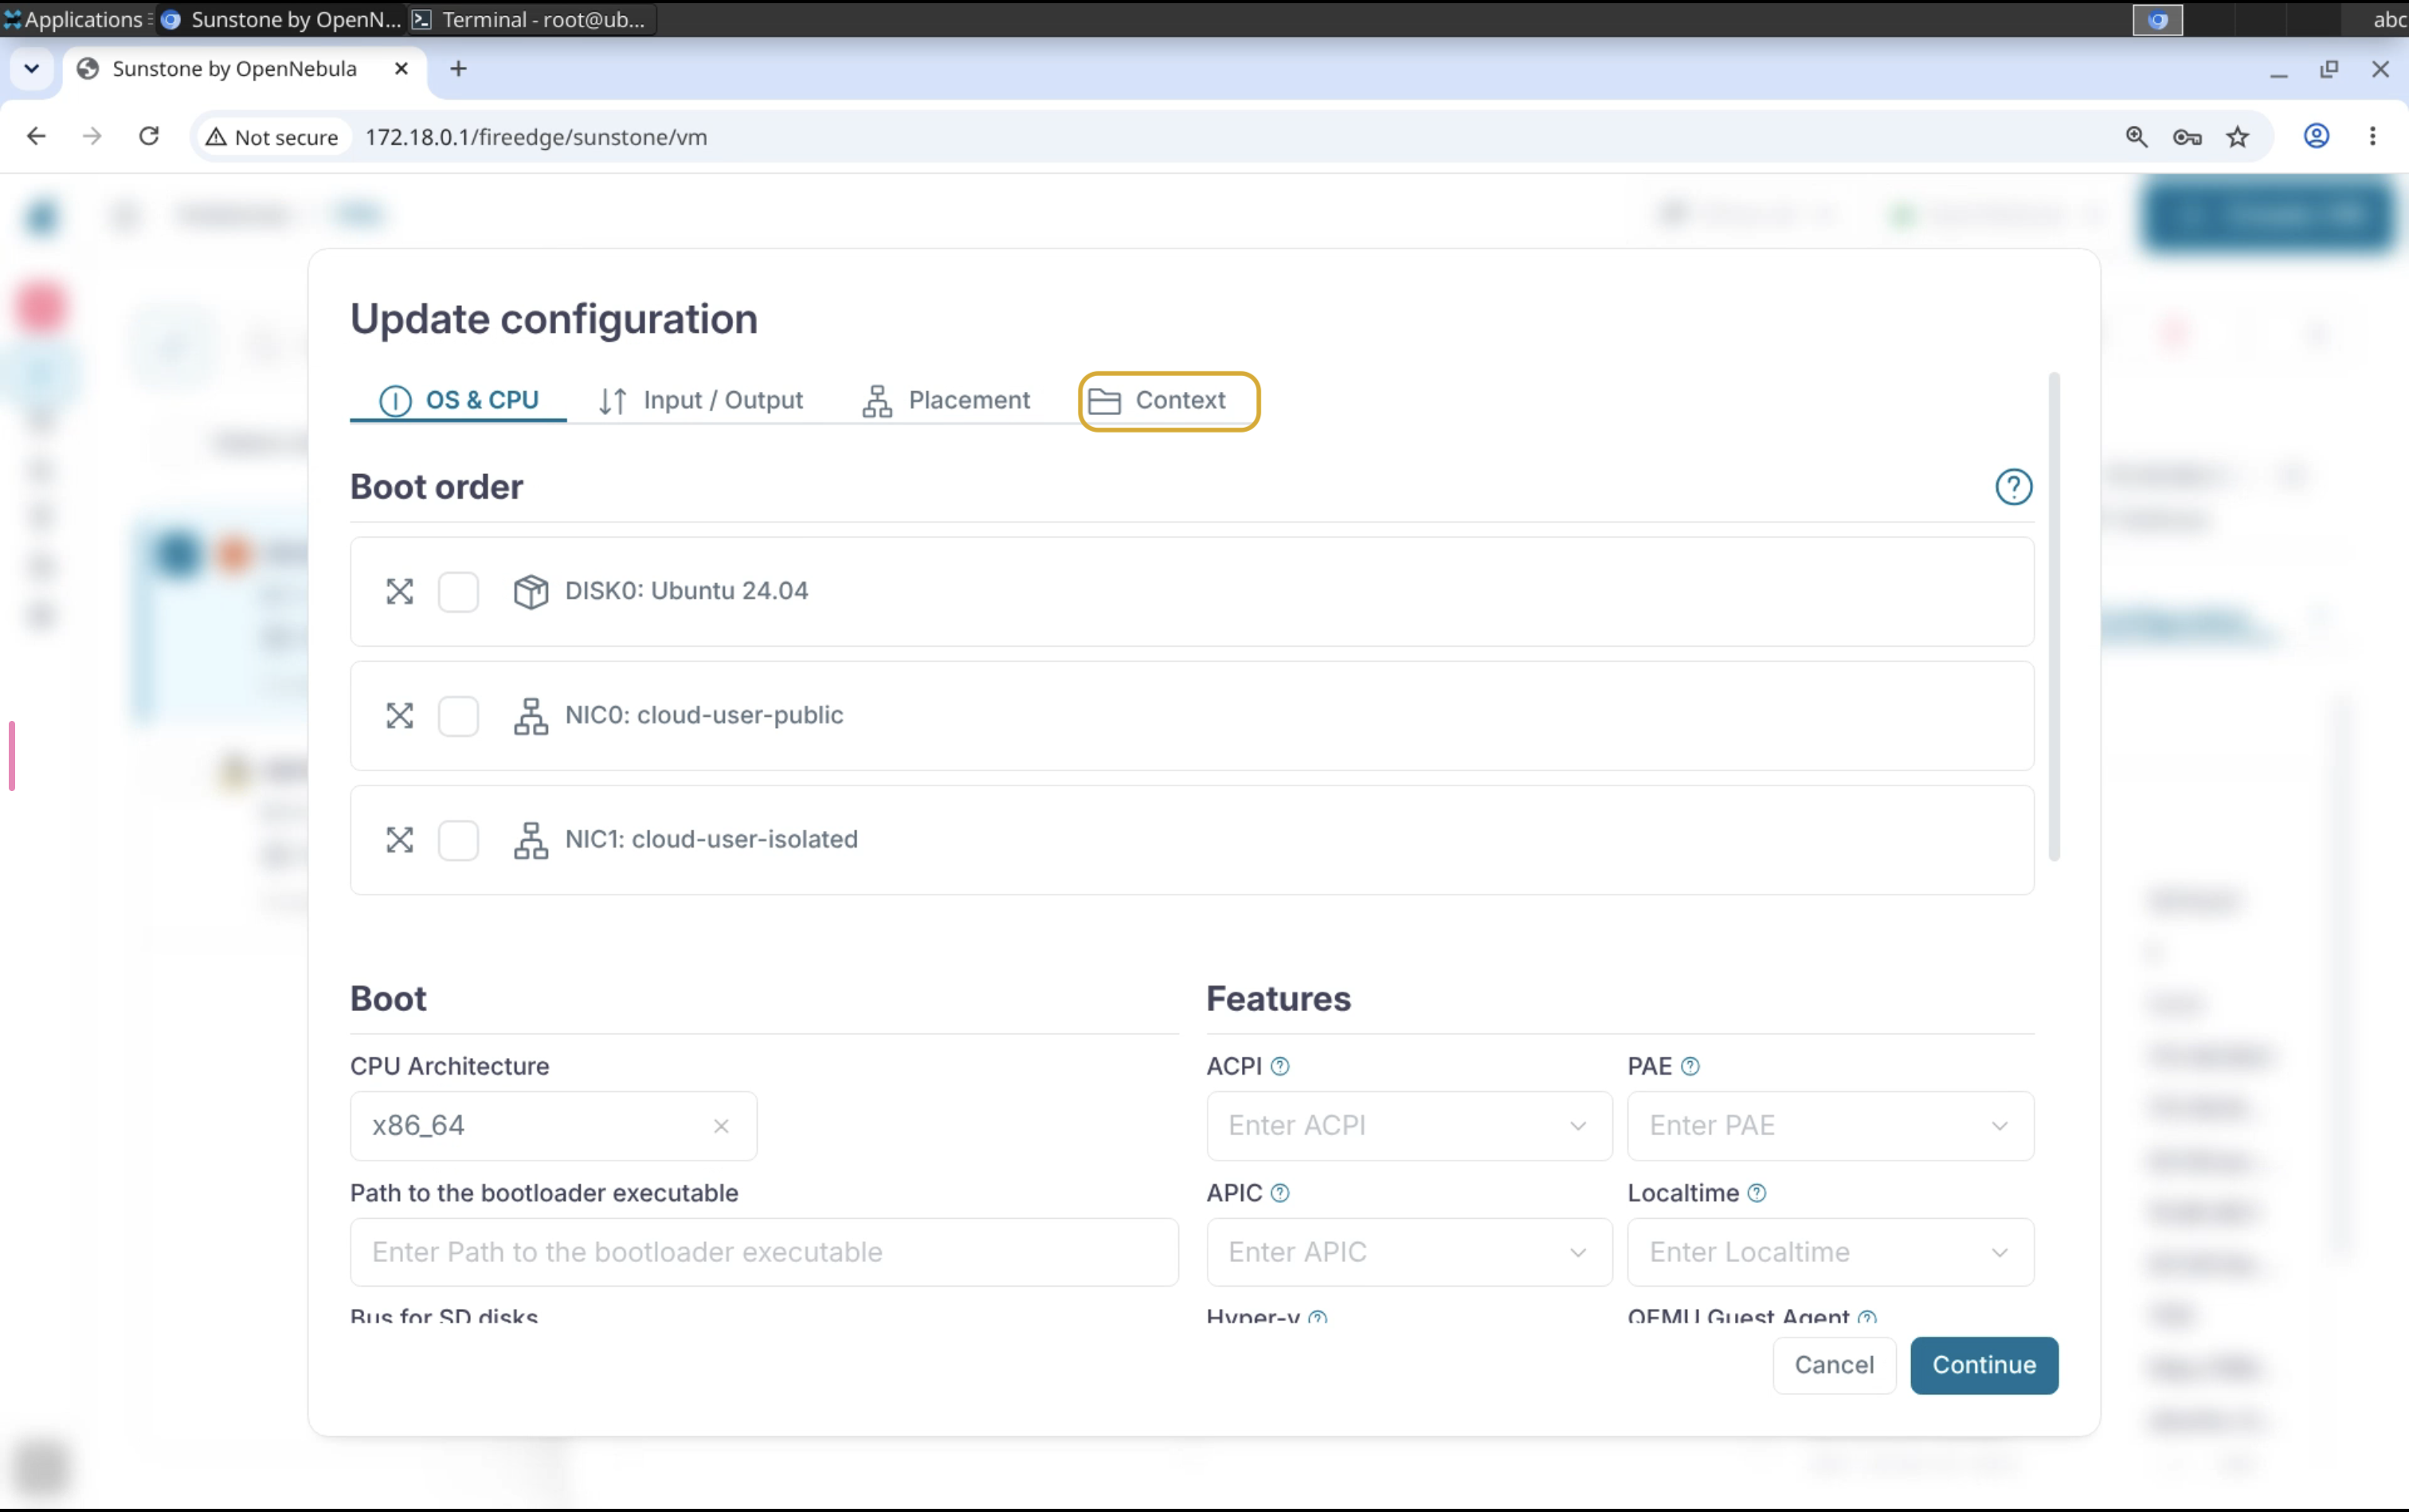 Applications
Sunstone by OpenN...
Terminal - root@ub...
abc
Sunstone by OpenNebula
Not secure
172.18.0.1/fireedge/sunstone/vm
Update configuration
OS & CPU
Input / Output
Placement
Context
Boot order
DISK0: Ubuntu 24.04
NIC0: cloud-user-public
NIC1: cloud-user-isolated
Boot
Features
CPU Architecture
ACPI
PAE
x86_64
Enter ACPI
Enter PAE
Path to the bootloader executable
APIC
Localtime
Enter Path to the bootloader executable
Enter APIC
Enter Localtime
Bus for SD disks
Hyper-v
QEMU Guest Agent
Cancel
Continue